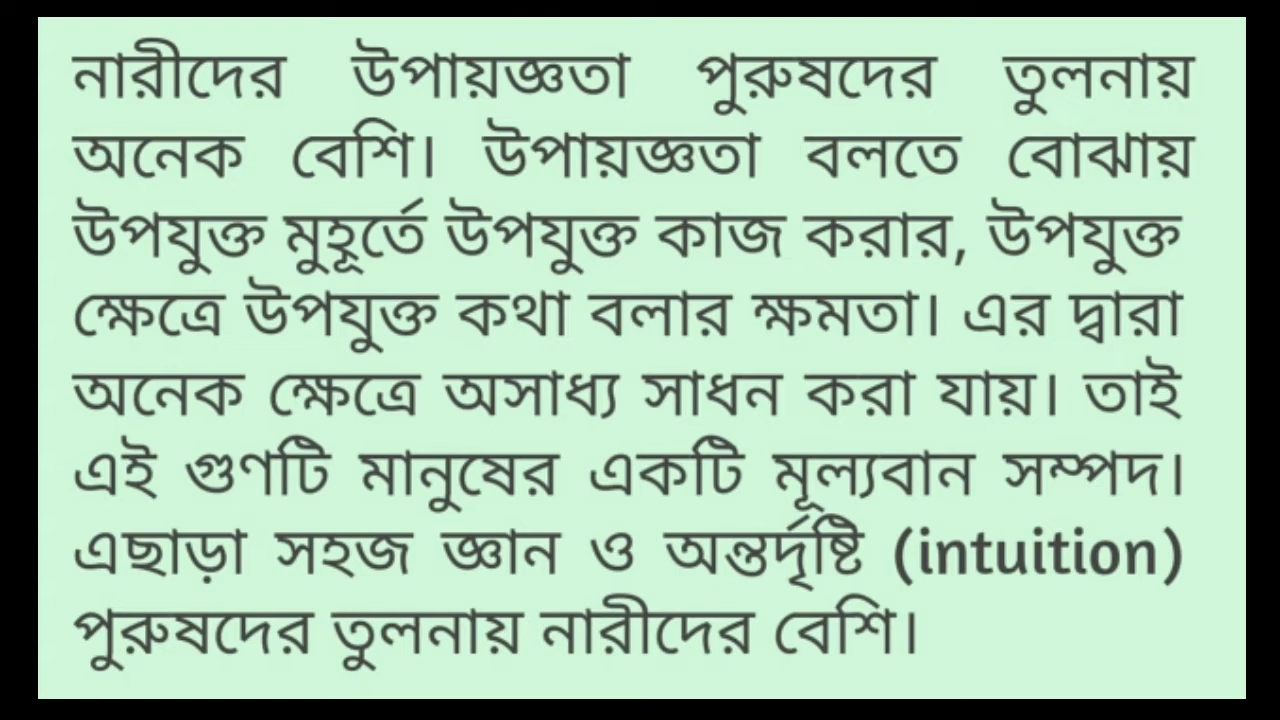 নারীদের উপায়জ্ঞতা পুরুষদের তুলনায়
অনেক বেশি। উপায়জ্ঞতা বলতে বোঝায়
উপযুক্ত মুহূর্তে উপযুক্ত কাজ করার, উপযুক্ত
ক্ষেত্রে উপযুক্ত কথা বলার ক্ষমতা। এর দ্বারা
অনেক ক্ষেত্রে অসাধ্য সাধন করা যায়। তাই
এই গুণটি মানুষের একটি মূল্যবান সম্পদ।
এছাড়া সহজ জ্ঞান ও অন্তর্দৃষ্টি (intuition)
পুরুষদের তুলনায় নারীদের বেশি।